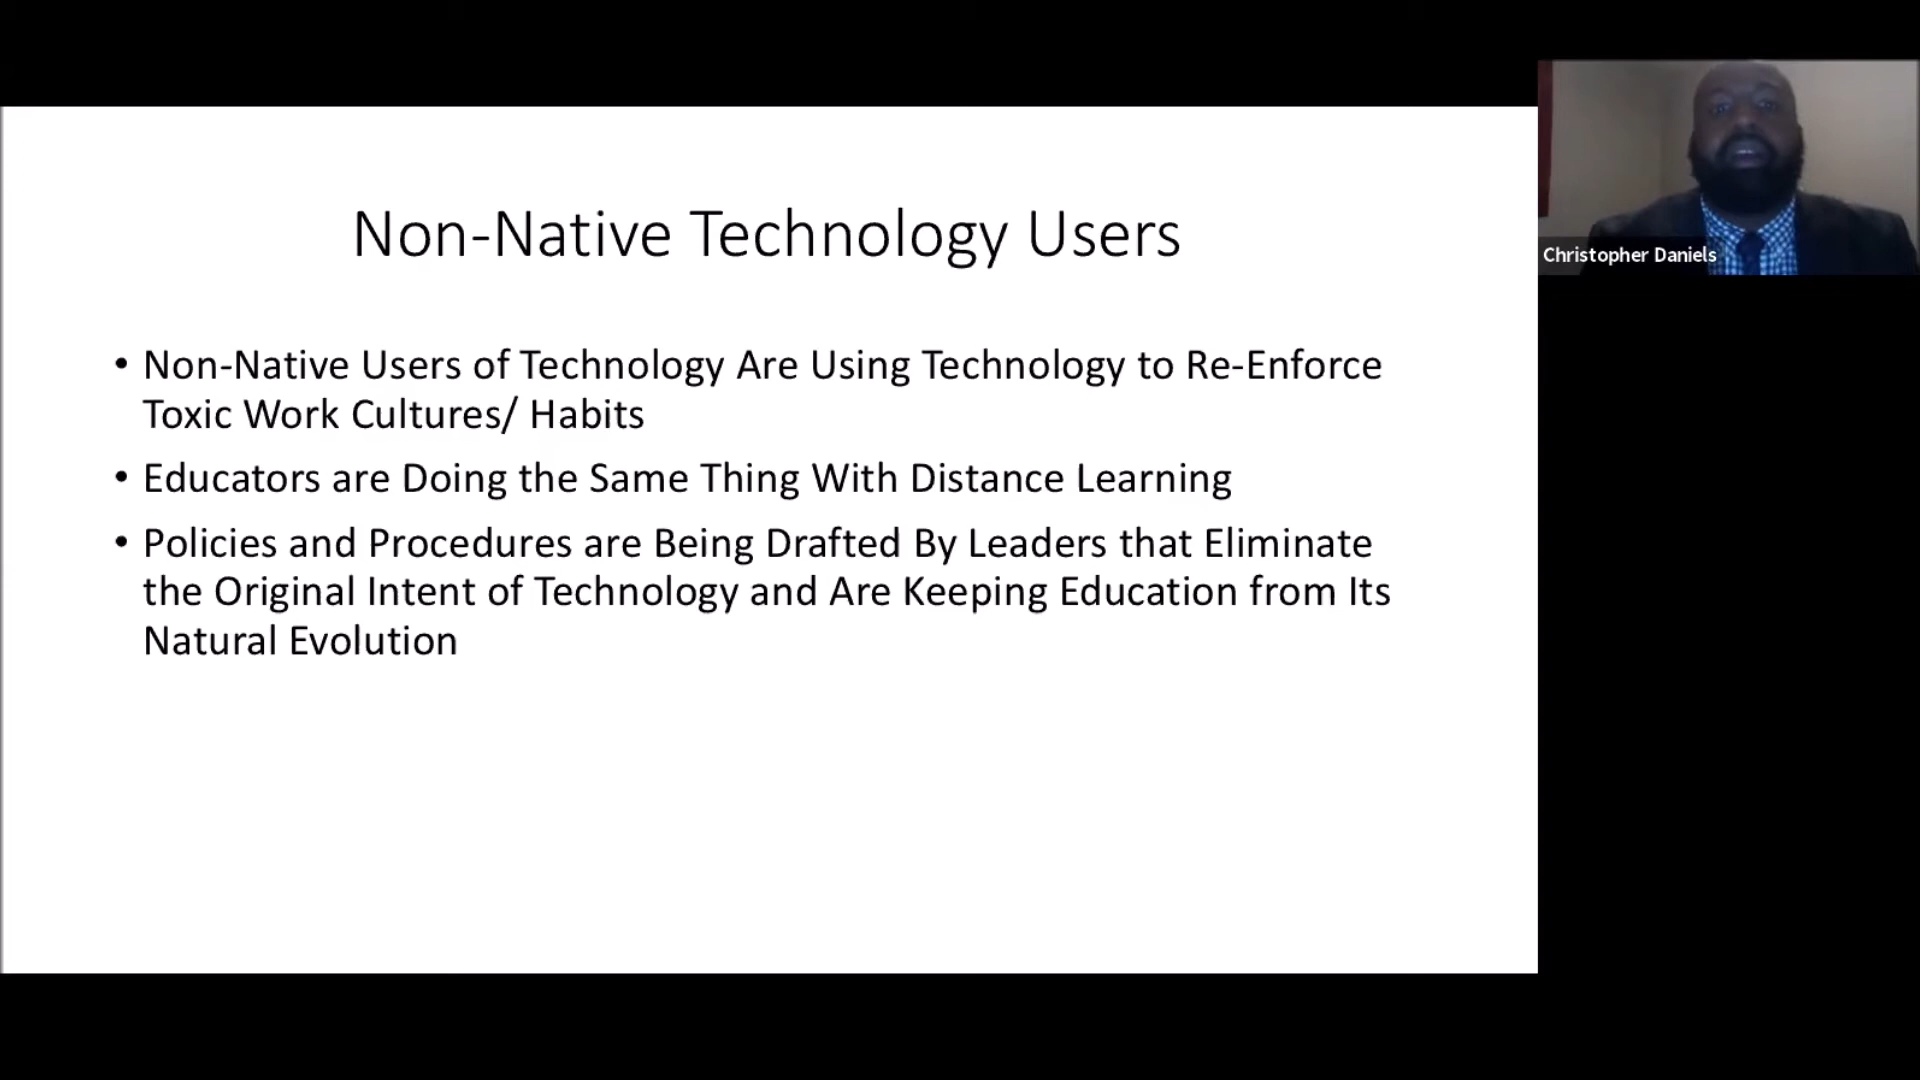 Non-Native Technology Users
• Non-Native Users of Technology Are Using Technology to Re-Enforce
Toxic Work Cultures/ Habits
• Educators are Doing the Same Thing With Distance Learning
• Policies and Procedures are Being Drafted By Leaders that Eliminate
the Original Intent of Technology and Are Keeping Education from Its
Natural Evolution
Christopher Daniels